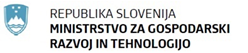 REPUBLIKA SLOVENIJA
MINISTRSTVO ZA GOSPODARSKI
RAZVOJ IN TEHNOLOGIJO